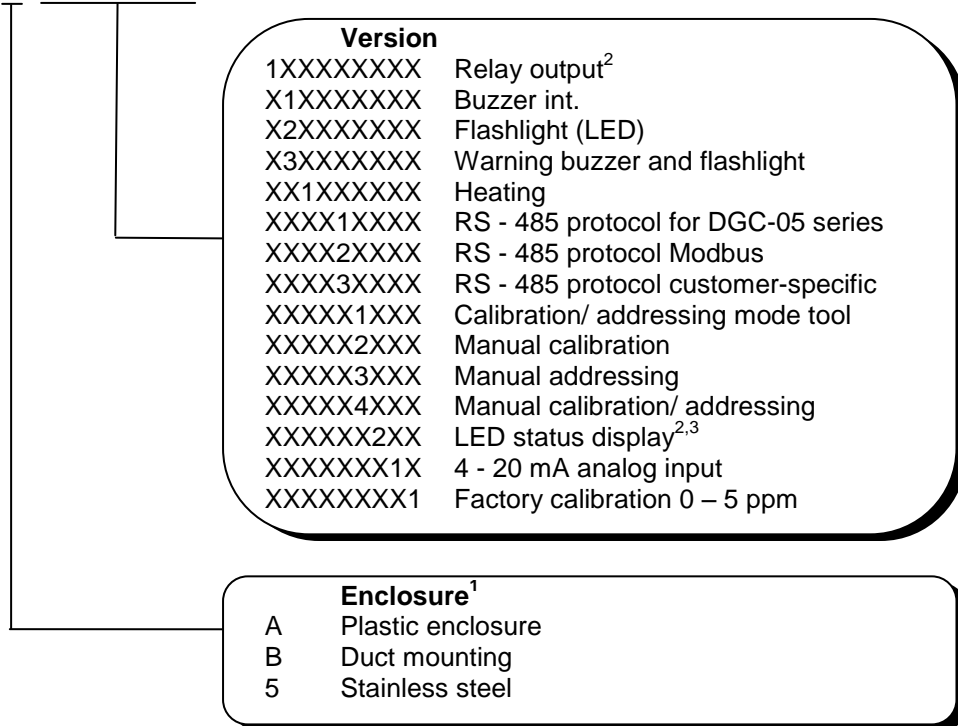 Version
1XXXXXXXX Relay output2
X1XXXXXXX Buzzer int.
X2XXXXXXX Flashlight (LED)
X3XXXXXXX Warning buzzer and flashlight
XX1XXXXXX Heating
XXXX1XXXX RS - 485 protocol for DGC-05 series
XXXX2XXXX RS - 485 protocol Modbus
XXXX3XXXX RS - 485 protocol customer-specific
XXXXX1XXX Calibration/ addressing mode tool
XXXXX2XXX Manual calibration
XXXXX3XXX Manual addressing
XXXXX4XXX Manual calibration/ addressing
XXXXXX2XX LED status display2,3
XXXXXXX1X 4 - 20 mA analog input
XXXXXXXX1 Factory calibration 0 – 5 ppm
Enclosure1
A Plastic enclosure
B Duct mounting
5 Stainless steel